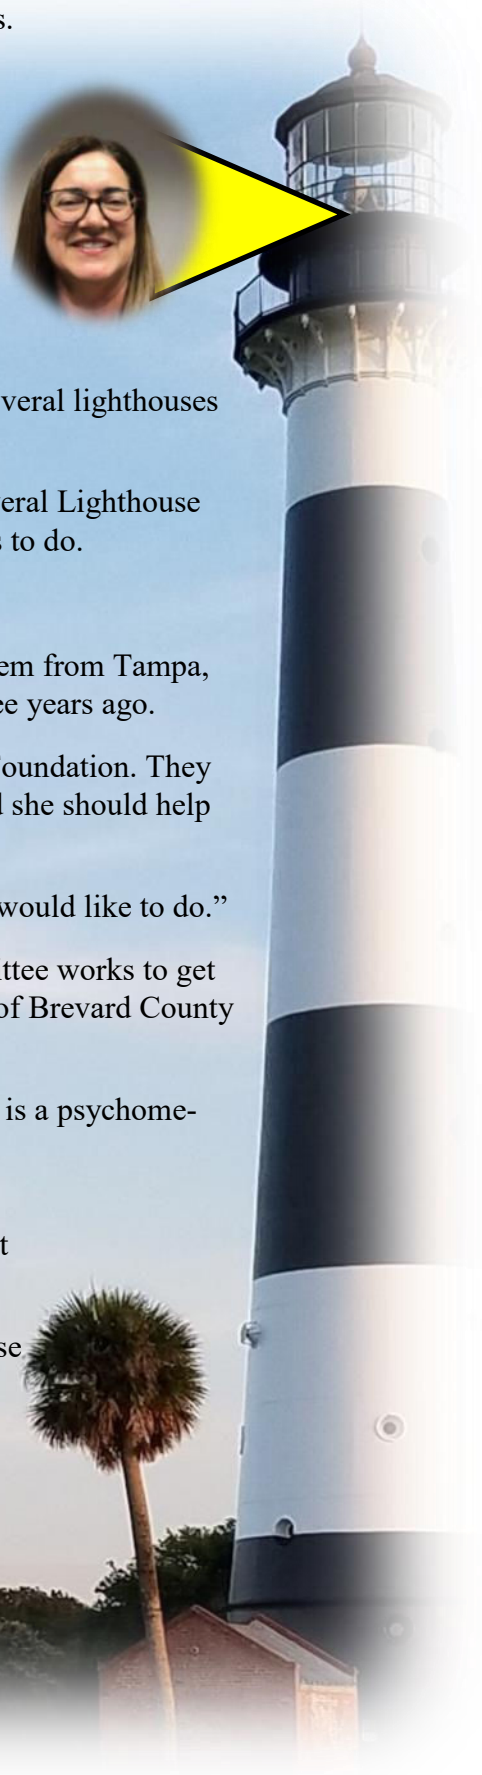 s.
veral lighthouses
eral Lighthouse
s to do.
em from Tampa,
ee years ago.
oundation. They
d she should help
would like to do.”
ittee works to get
of Brevard County
is a psychome-
t
se